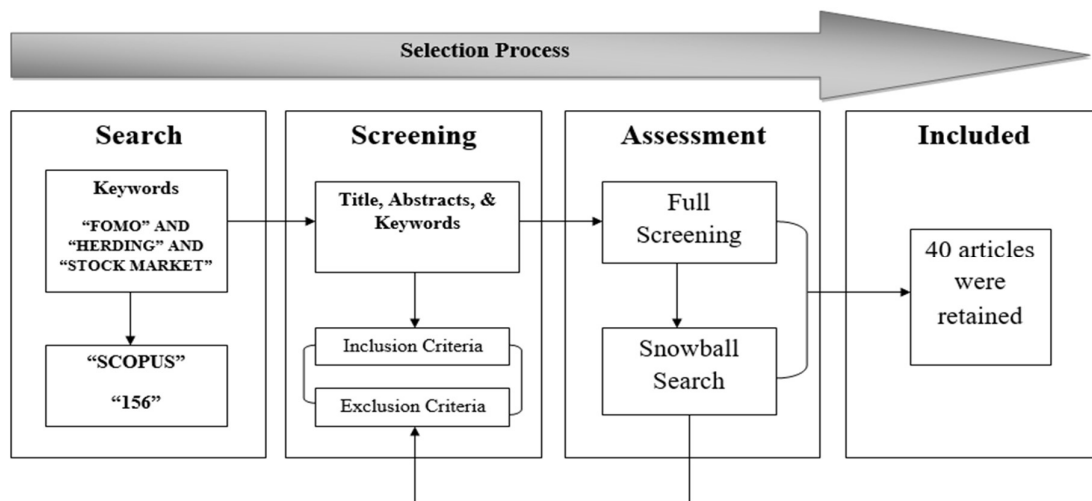 Selection Process
Search
Keywords
“FOMO” AND
“HERDING” AND
“STOCK MARKET”
“SCOPUS”
“156”
Screening
Title, Abstracts, &
Keywords
Inclusion Criteria
Exclusion Criteria
Assessment
Full
Screening
Snowball
Search
Included
40 articles
were
retained